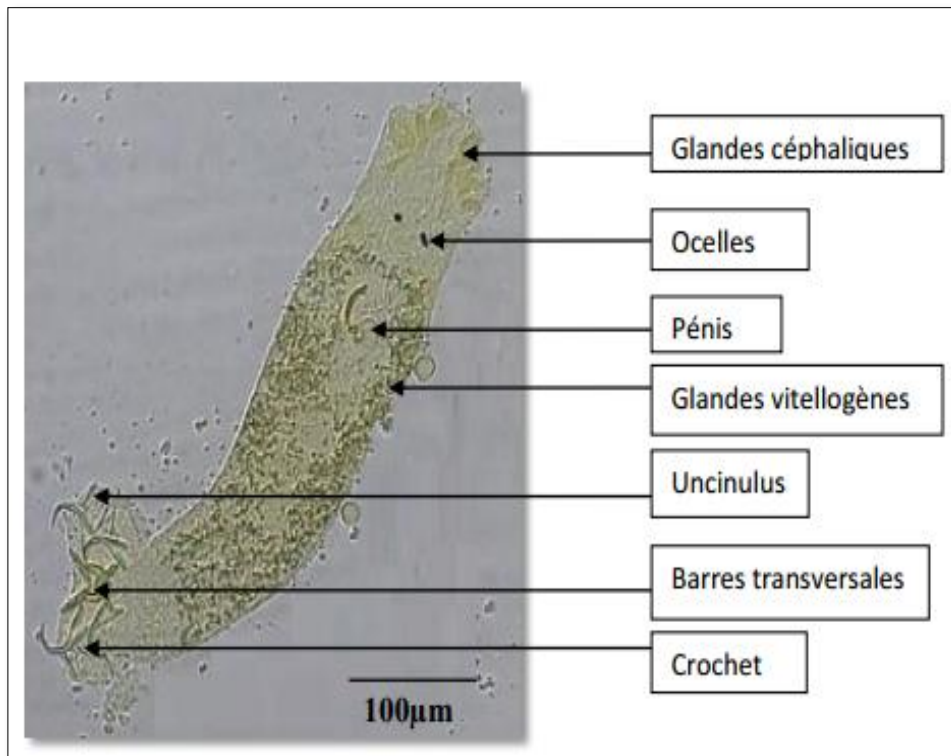 Glandes céphaliques
Ocelles
Pénis
Glandes vitellogènes
Uncinulus
Barres transversales
Crochet
100µm